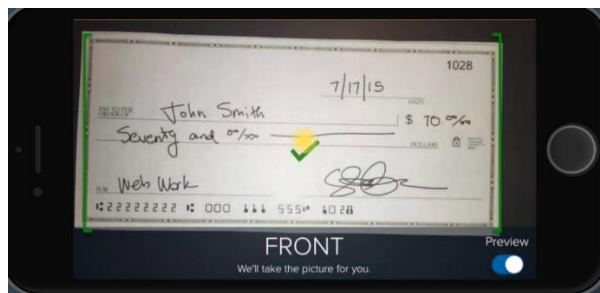 1028
7/17/15
DATE
PAY TO THE
ORDER OF John Smith $ 70 00/xx
Seventy and 00/xx DOLLARS
FOR Web Work
⑆22222222 ⑆ 000 111 555⑈ 1028
FRONT
Preview
We'll take the picture for you.